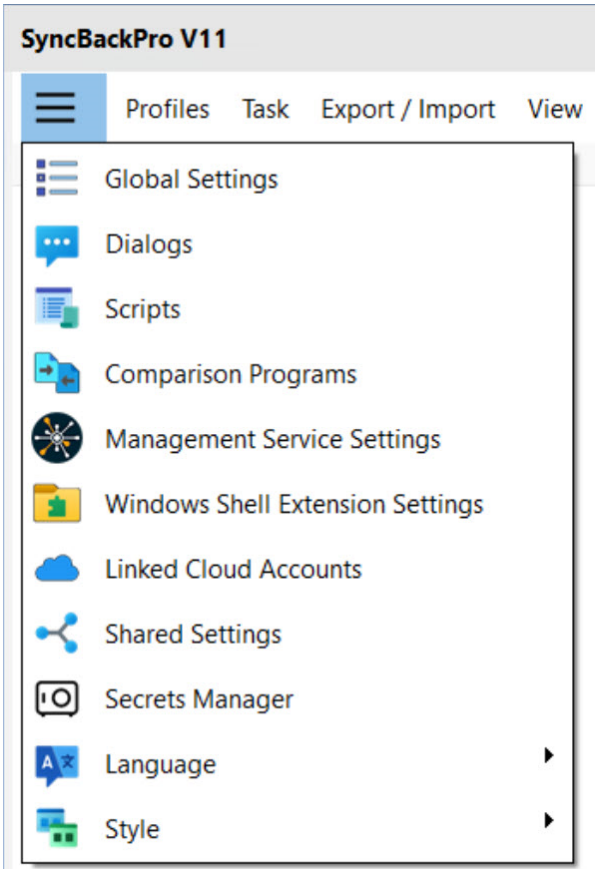 SyncBackPro V11
Profiles Task Export / Import View
Global Settings
Dialogs
Scripts
Comparison Programs
Management Service Settings
Windows Shell Extension Settings
Linked Cloud Accounts
Shared Settings
Secrets Manager
A 文 Language
Style